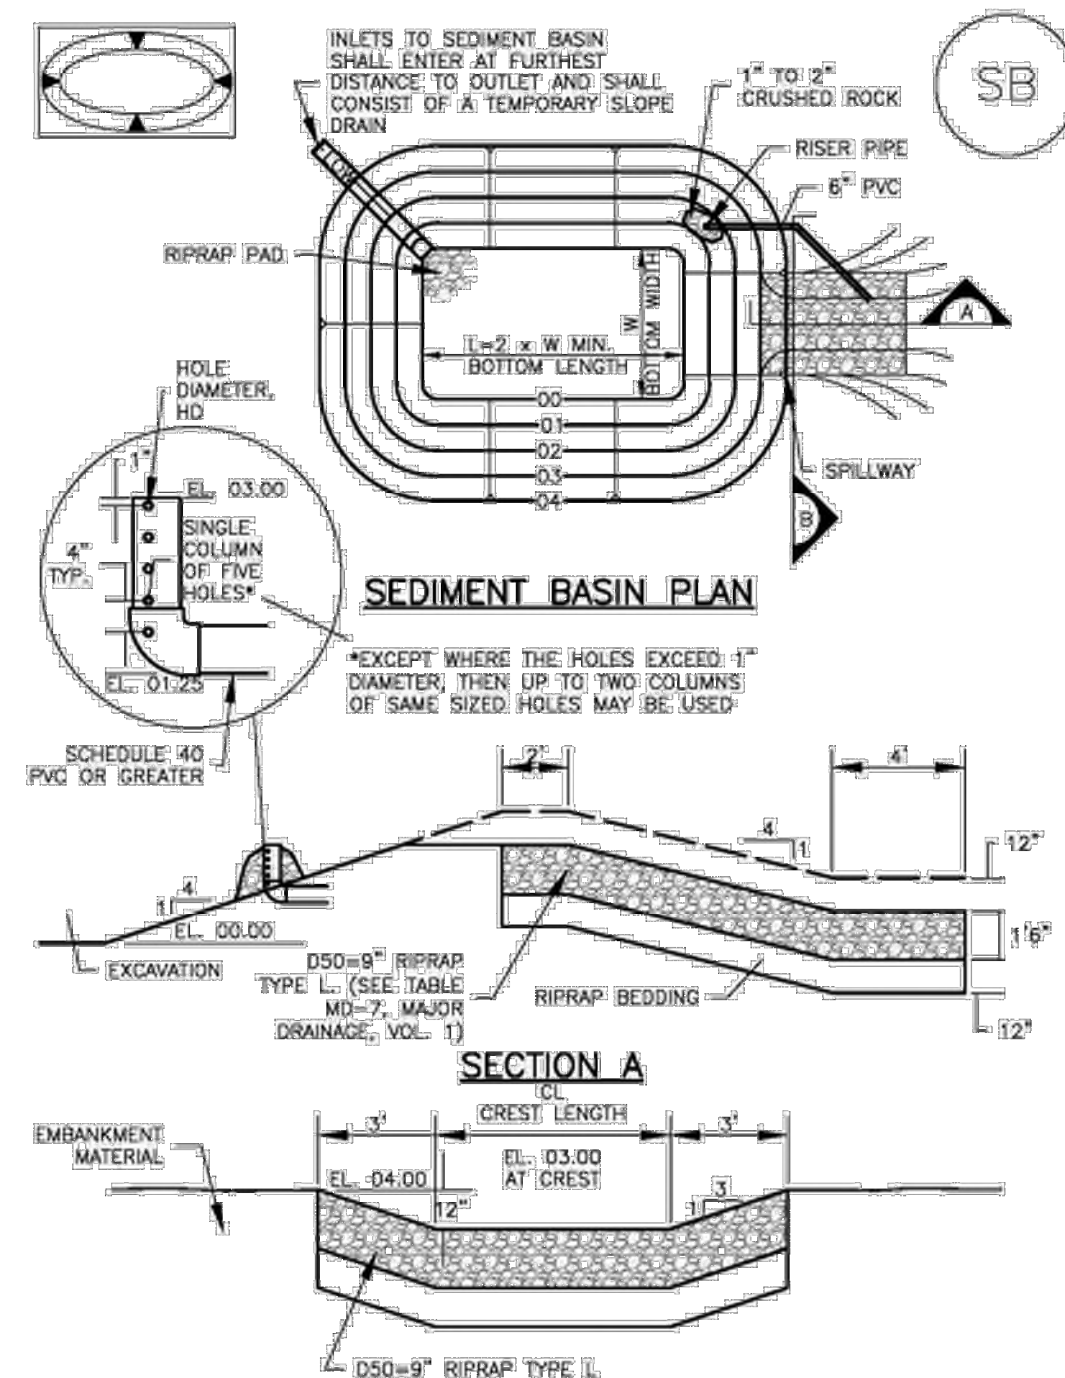 INLETS TO SEDIMENT BASIN
SHALL ENTER AT FURTHEST
DISTANCE TO OUTLET AND SHALL
CONSIST OF A TEMPORARY SLOPE
DRAIN
1" TO 2"
CRUSHED ROCK
SB
RISER PIPE
6" PVC
FLOW
RIPRAP PAD
W
BOTTOM WIDTH
L=2 x W MIN.
BOTTOM LENGTH
A
00
01
02
03
04
SPILLWAY
B
HOLE
DIAMETER,
HD
1"
EL. 03.00
SINGLE
COLUMN
OF FIVE
HOLES*
4"
TYP.
EL. 01.25
SCHEDULE 40
PVC OR GREATER
SEDIMENT BASIN PLAN
*EXCEPT WHERE THE HOLES EXCEED 1"
DIAMETER, THEN UP TO TWO COLUMNS
OF SAME SIZED HOLES MAY BE USED
2'
4'
4
1
12"
4
1
EL. 00.00
EXCAVATION
1'6"
D50=9" RIPRAP
TYPE L. (SEE TABLE
MD-7, MAJOR
DRAINAGE, VOL. 1)
RIPRAP BEDDING
12"
SECTION A
CL
CREST LENGTH
3'
3'
EMBANKMENT
MATERIAL
EL. 04.00
EL. 03.00
AT CREST
12"
3
1
D50=9" RIPRAP TYPE L